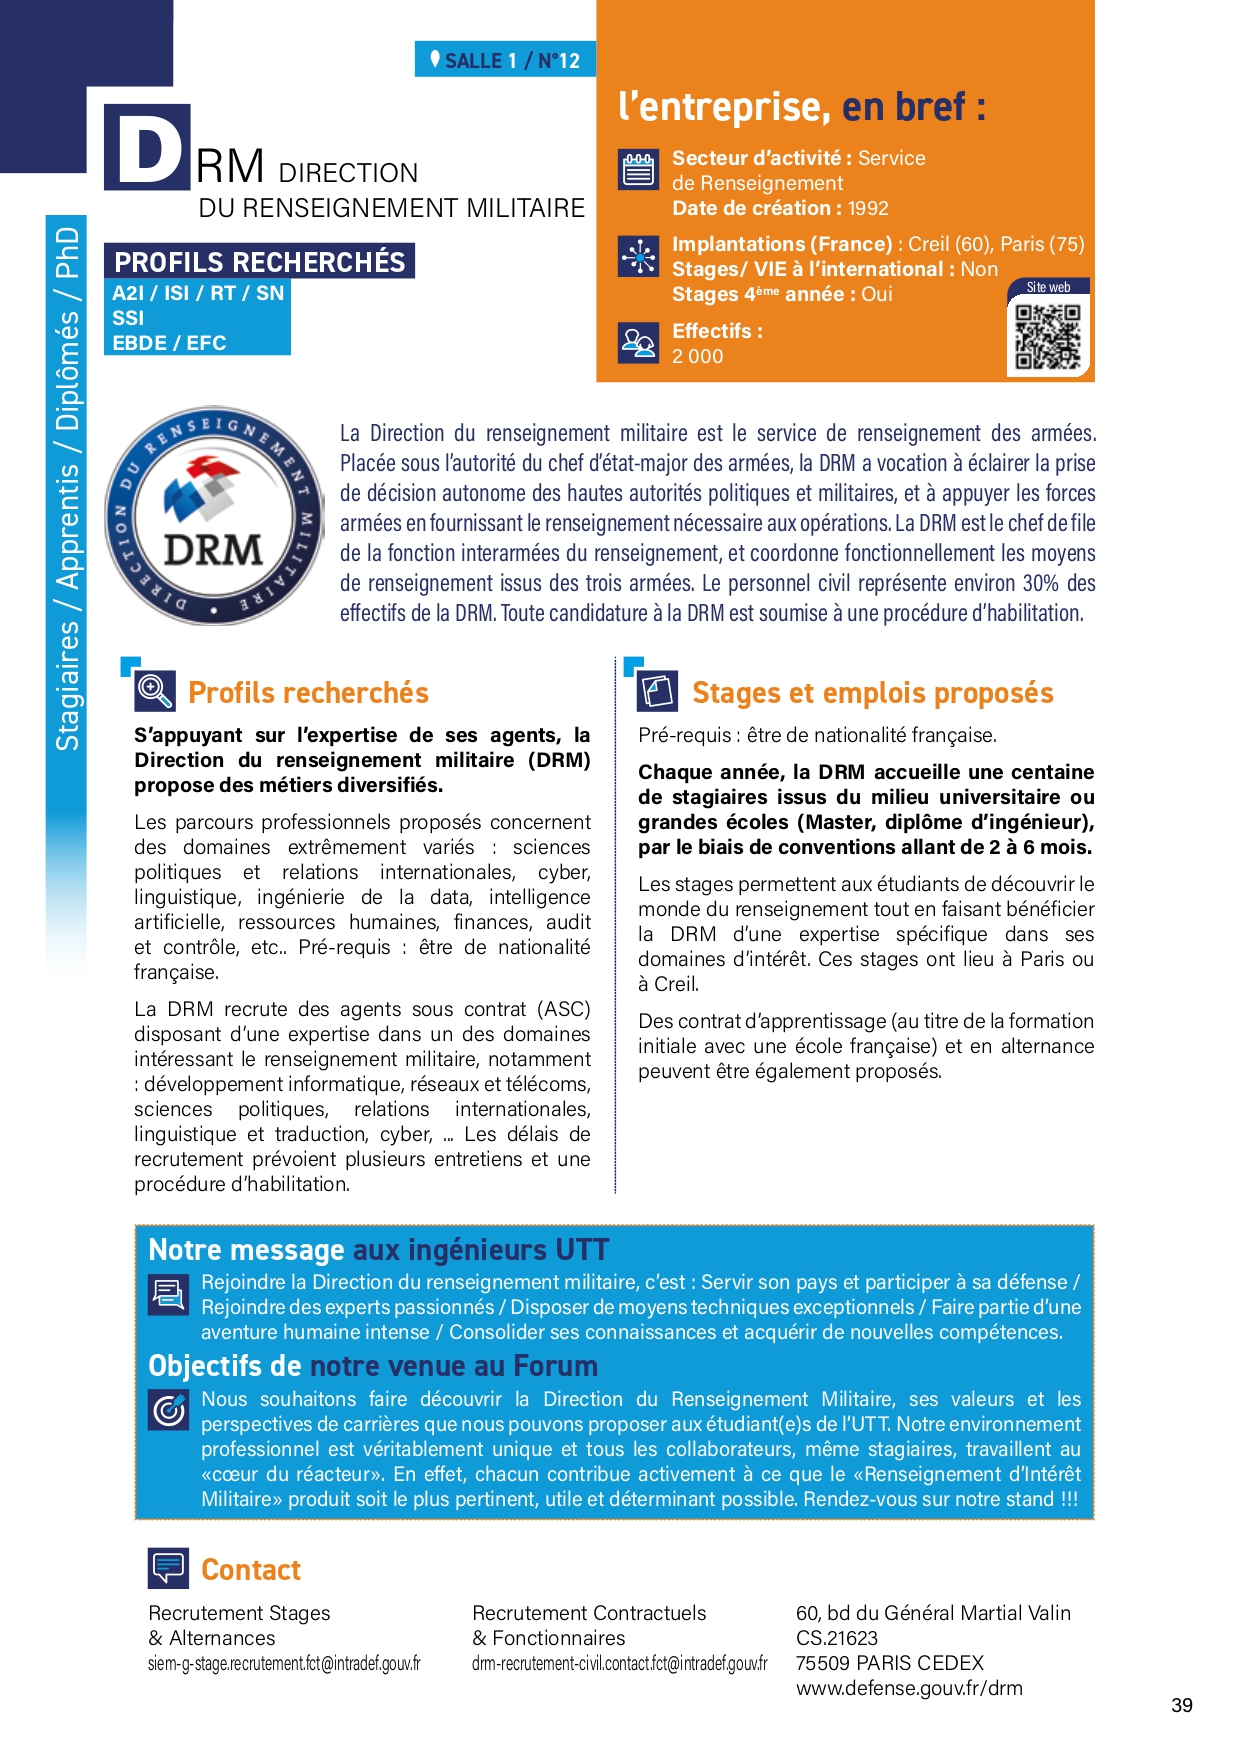 SALLE 1 / N°12
DRM DIRECTION
DU RENSEIGNEMENT MILITAIRE
PROFILS RECHERCHÉS
A2I / ISI / RT / SN
SSI
EBDE / EFC
Stagiaires / Apprentis / Diplômés / PhD
l'entreprise, en bref :
Secteur d'activité : Service
de Renseignement
Date de création : 1992
Implantations (France) : Creil (60), Paris (75)
Stages/ VIE à l'international : Non
Stages 4ème année : Oui
Site web
Effectifs :
2 000
DIRECTION DU RENSEIGNEMENT MILITAIRE
DRM
La Direction du renseignement militaire est le service de renseignement des armées.
Placée sous l'autorité du chef d'état-major des armées, la DRM a vocation à éclairer la prise
de décision autonome des hautes autorités politiques et militaires, et à appuyer les forces
armées en fournissant le renseignement nécessaire aux opérations. La DRM est le chef de file
de la fonction interarmées du renseignement, et coordonne fonctionnellement les moyens
de renseignement issus des trois armées. Le personnel civil représente environ 30% des
effectifs de la DRM. Toute candidature à la DRM est soumise à une procédure d'habilitation.
Profils recherchés
S'appuyant sur l'expertise de ses agents, la
Direction du renseignement militaire (DRM)
propose des métiers diversifiés.
Les parcours professionnels proposés concernent
des domaines extrêmement variés : sciences
politiques et relations internationales, cyber,
linguistique, ingénierie de la data, intelligence
artificielle, ressources humaines, finances, audit
et contrôle, etc.. Pré-requis : être de nationalité
française.
La DRM recrute des agents sous contrat (ASC)
disposant d'une expertise dans un des domaines
intéressant le renseignement militaire, notamment
: développement informatique, réseaux et télécoms,
sciences politiques, relations internationales,
linguistique et traduction, cyber, ... Les délais de
recrutement prévoient plusieurs entretiens et une
procédure d'habilitation.
Stages et emplois proposés
Pré-requis : être de nationalité française.
Chaque année, la DRM accueille une centaine
de stagiaires issus du milieu universitaire ou
grandes écoles (Master, diplôme d'ingénieur),
par le biais de conventions allant de 2 à 6 mois.
Les stages permettent aux étudiants de découvrir le
monde du renseignement tout en faisant bénéficier
la DRM d'une expertise spécifique dans ses
domaines d'intérêt. Ces stages ont lieu à Paris ou
à Creil.
Des contrat d'apprentissage (au titre de la formation
initiale avec une école française) et en alternance
peuvent être également proposés.
Notre message aux ingénieurs UTT
Rejoindre la Direction du renseignement militaire, c'est : Servir son pays et participer à sa défense /
Rejoindre des experts passionnés / Disposer de moyens techniques exceptionnels / Faire partie d'une
aventure humaine intense / Consolider ses connaissances et acquérir de nouvelles compétences.
Objectifs de notre venue au Forum
Nous souhaitons faire découvrir la Direction du Renseignement Militaire, ses valeurs et les
perspectives de carrières que nous pouvons proposer aux étudiant(e)s de l'UTT. Notre environnement
professionnel est véritablement unique et tous les collaborateurs, même stagiaires, travaillent au
«cœur du réacteur». En effet, chacun contribue activement à ce que le «Renseignement d'Intérêt
Militaire» produit soit le plus pertinent, utile et déterminant possible. Rendez-vous sur notre stand !!!
Contact
Recrutement Stages
& Alternances
siem-g-stage.recrutement.fct@intradef.gouv.fr
Recrutement Contractuels
& Fonctionnaires
drm-recrutement-civil.contact.fct@intradef.gouv.fr
60, bd du Général Martial Valin
CS.21623
75509 PARIS CEDEX
www.defense.gouv.fr/drm
39